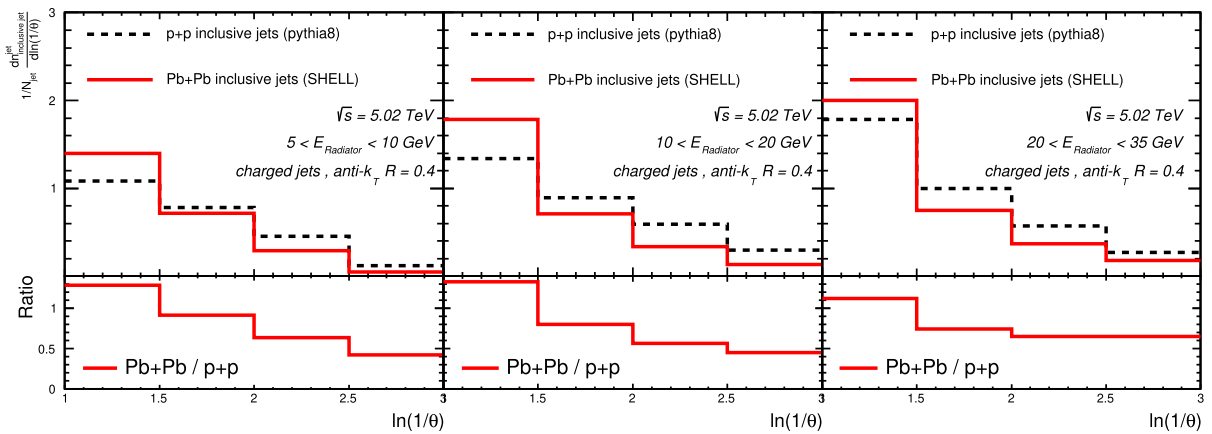 3
2
1
1/N_jet dn^jet_inclusive jet / dln(1/θ)
p+p inclusive jets (pythia8)
Pb+Pb inclusive jets (SHELL)
√s = 5.02 TeV
5 < E_Radiator < 10 GeV
charged jets , anti-k_T R = 0.4
p+p inclusive jets (pythia8)
Pb+Pb inclusive jets (SHELL)
√s = 5.02 TeV
10 < E_Radiator < 20 GeV
charged jets , anti-k_T R = 0.4
p+p inclusive jets (pythia8)
Pb+Pb inclusive jets (SHELL)
√s = 5.02 TeV
20 < E_Radiator < 35 GeV
charged jets , anti-k_T R = 0.4
Ratio
1
0.5
0
Pb+Pb / p+p
Pb+Pb / p+p
Pb+Pb / p+p
1 1.5 2 2.5 3
1.5 2 2.5 3
1.5 2 2.5 3
ln(1/θ)
ln(1/θ)
ln(1/θ)